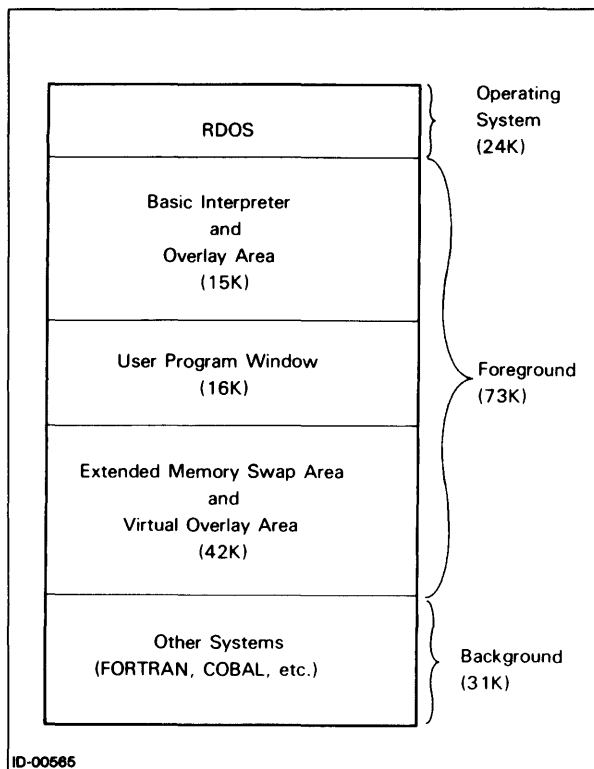 RDOS
Operating
System
(24K)
Basic Interpreter
and
Overlay Area
(15K)
User Program Window
(16K)
Foreground
(73K)
Extended Memory Swap Area
and
Virtual Overlay Area
(42K)
Other Systems
(FORTRAN, COBAL, etc.)
Background
(31K)
ID-00565